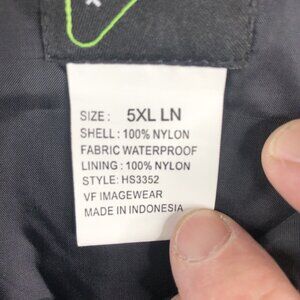 SIZE: 5XL LN
SHELL: 100% NYLON
FABRIC WATERPROOF
LINING: 100% NYLON
STYLE: HS3352
VF IMAGEWEAR
MADE IN INDONESIA